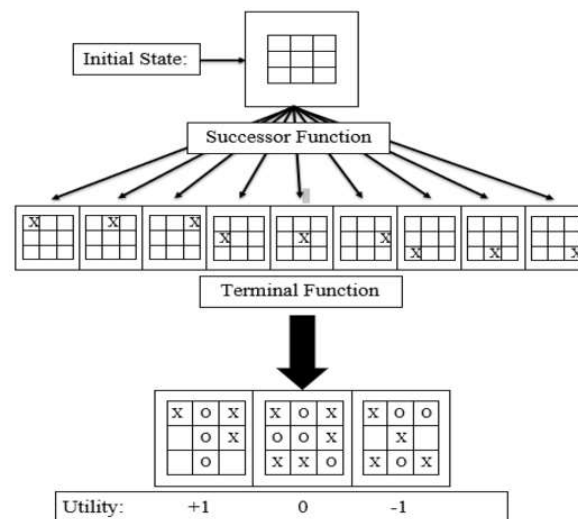 Initial State:
Successor Function
X X X X X X X X X
Terminal Function
X O X X O X X O O
O X O O X X
O X X O X O X
Utility: +1 0 -1